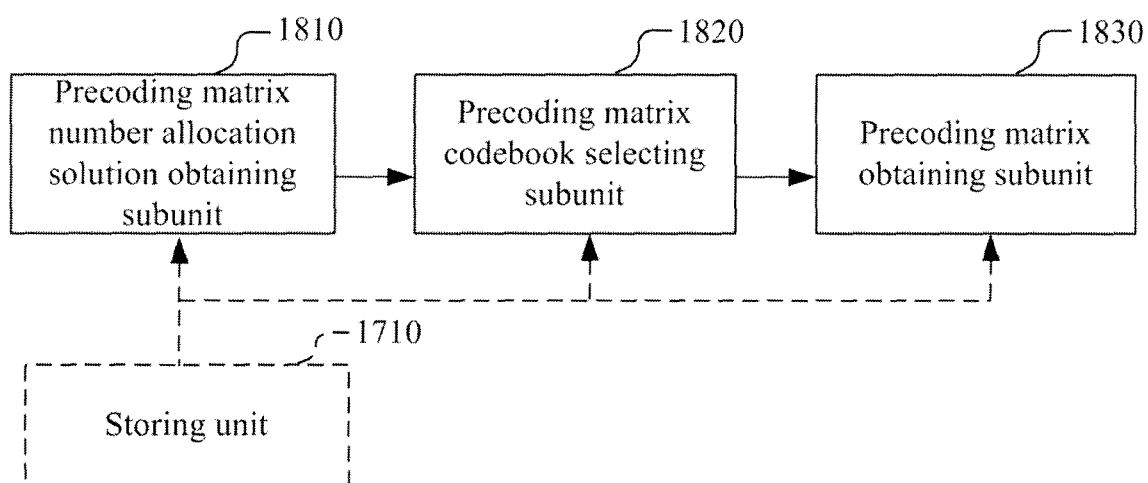 1810
1820
1830
Precoding matrix
number allocation
solution obtaining
subunit
Precoding matrix
codebook selecting
subunit
Precoding matrix
obtaining subunit
1710
Storing unit